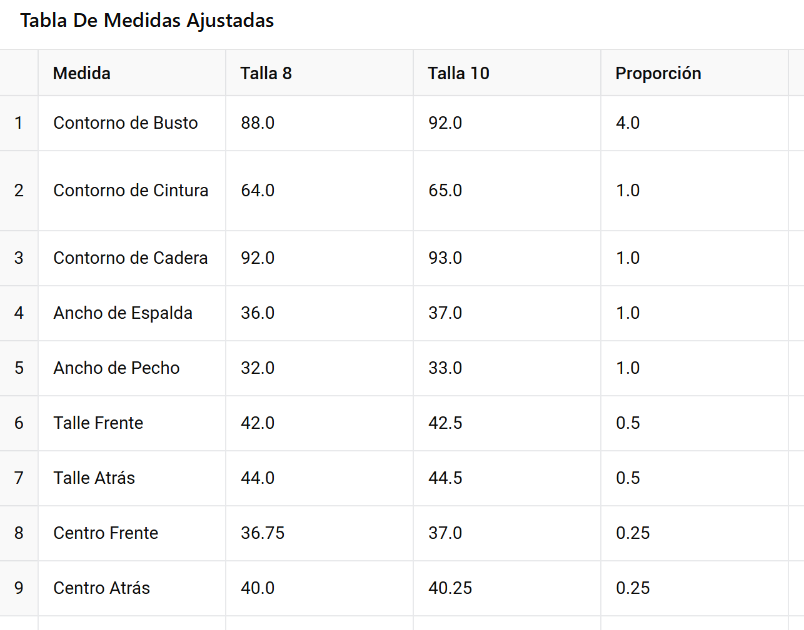 Tabla De Medidas Ajustadas
Medida Talla 8 Talla 10 Proporción
1 Contorno de Busto 88.0 92.0 4.0
2 Contorno de Cintura 64.0 65.0 1.0
3 Contorno de Cadera 92.0 93.0 1.0
4 Ancho de Espalda 36.0 37.0 1.0
5 Ancho de Pecho 32.0 33.0 1.0
6 Talle Frente 42.0 42.5 0.5
7 Talle Atrás 44.0 44.5 0.5
8 Centro Frente 36.75 37.0 0.25
9 Centro Atrás 40.0 40.25 0.25